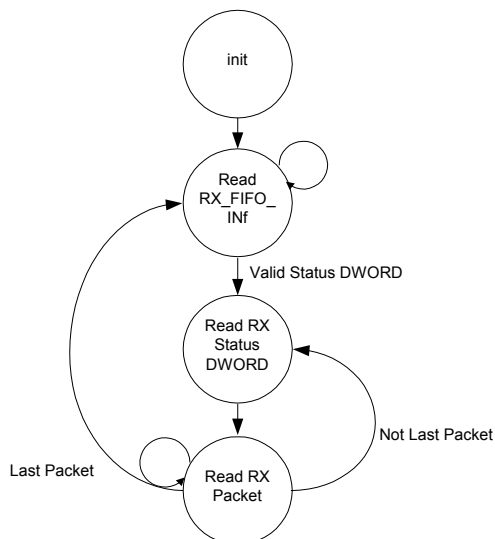 init
Read
RX_FIFO_
INf
Valid Status DWORD
Read RX
Status
DWORD
Not Last Packet
Last Packet
Read RX
Packet